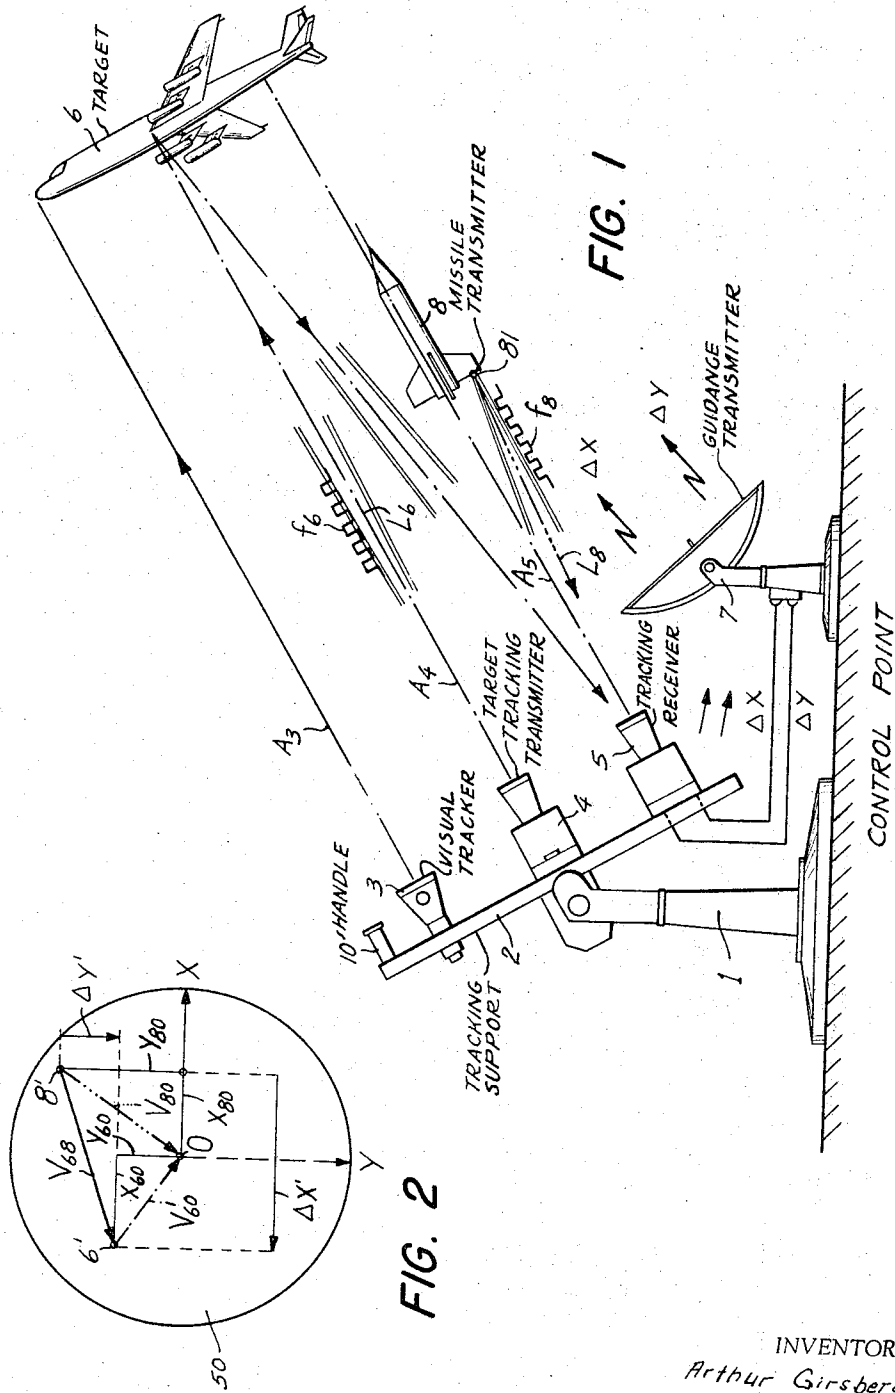 6
TARGET
A3
f6
L6
A4
8
MISSILE
TRANSMITTER
81
f8
A5
L8
ΔX
ΔY
FIG. 1
10'
HANDLE
3
VISUAL
TRACKER
TARGET
TRACKING
TRANSMITTER
4
5
TRACKING
RECEIVER
GUIDANCE
TRANSMITTER
7
ΔX
ΔY
2
TRACKING
SUPPORT
1
CONTROL POINT
50
6'
8'
V68
X60
Y60
V60
V80
Y80
X80
O
X
Y
ΔY'
ΔX'
FIG. 2
INVENTOR
Arthur